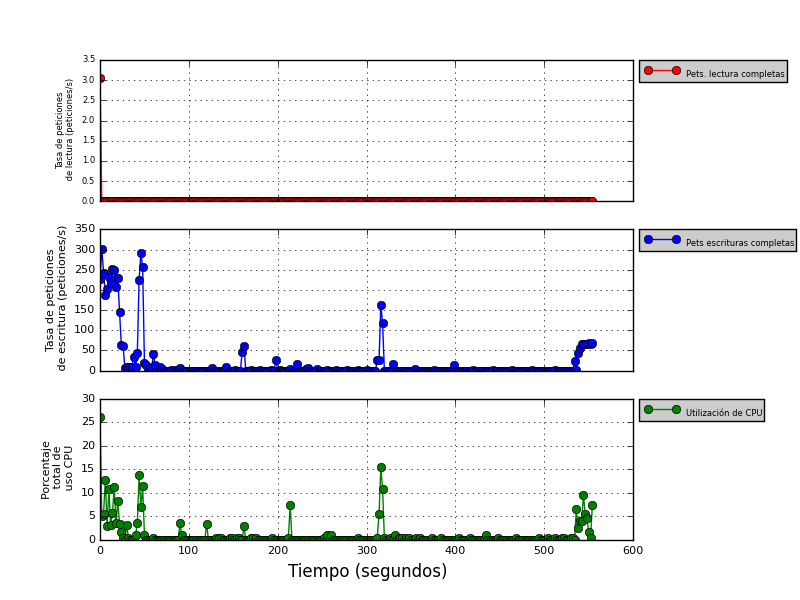 3.5
3.0
2.5
2.0
1.5
1.0
0.5
0.0
Tasa de peticiones
de lectura (peticiones/s)
Pets. lectura completas
350
300
250
200
150
100
50
0
Tasa de peticiones
de escritura (peticiones/s)
Pets escrituras completas
30
25
20
15
10
5
0
Porcentaje
total de
uso CPU
Utilización de CPU
0 100 200 300 400 500 600
Tiempo (segundos)